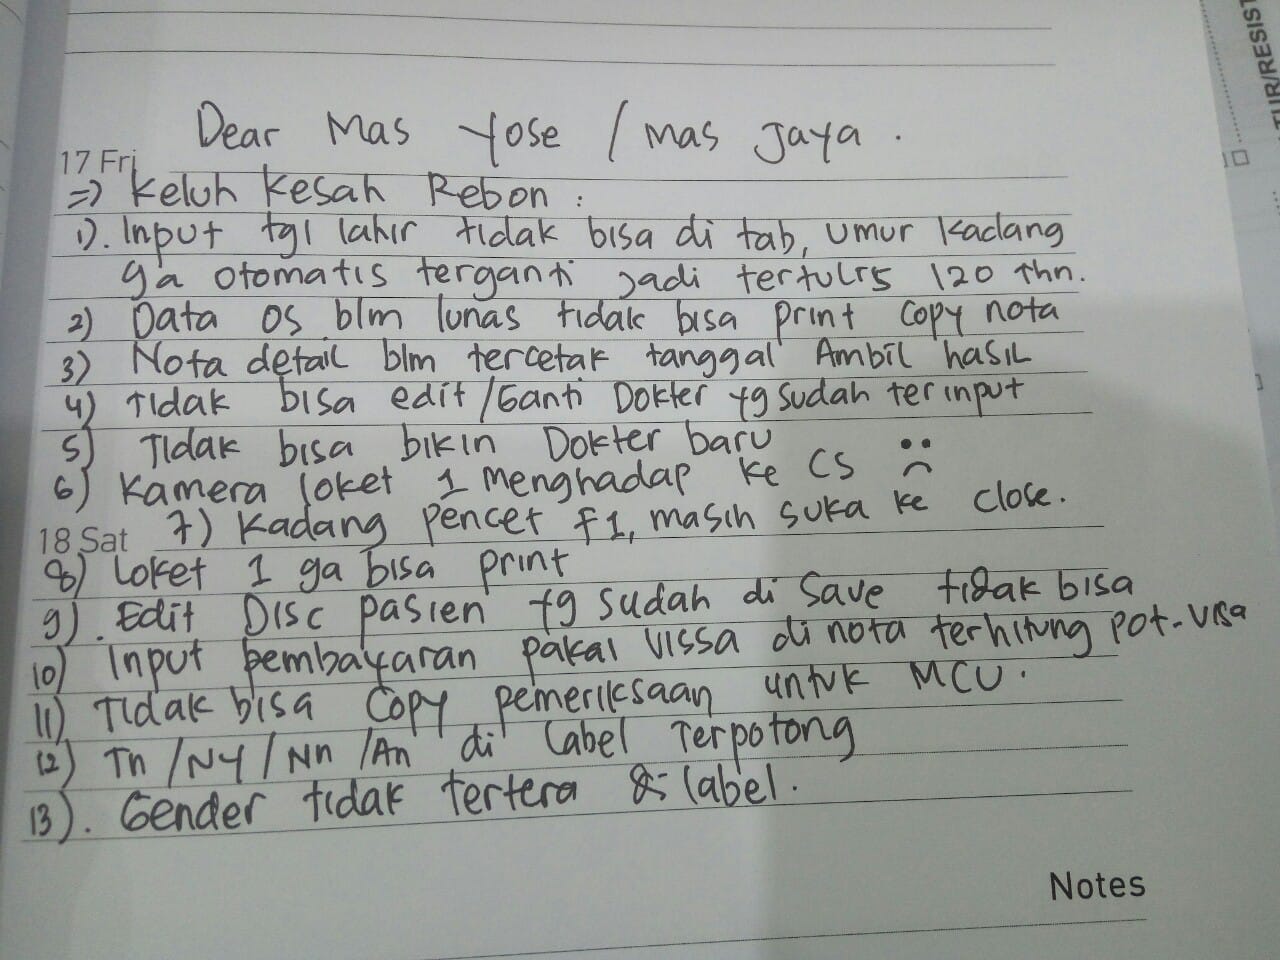 TUR/RESIST
Dear Mas Yose / Mas Jaya .
17 Fri
=> Keluh Kesah Rebon :
1). Input tgl lahir tidak bisa di tab, umur kadang
ga otomatis terganti jadi tertulis 120 thn.
2) Data os blm lunas tidak bisa print copy nota
3) Nota detail blm tercetak tanggal Ambil hasil
4) tidak bisa edit / Ganti Dokter yg sudah ter input
5) Tidak bisa bikin Dokter baru
6) Kamera loket 1 menghadap ke CS :(
7) Kadang pencet F1, masih suka ke close.
18 Sat
8) Loket 1 ga bisa print
9). Edit Disc pasien yg sudah di save tidak bisa
10) Input pembayaran pakai Vissa di nota terhitung pot. visa
11) Tidak bisa Copy pemeriksaan untuk MCU.
12) Tn / Ny / Nn / An di label Terpotong
13). Gender tidak tertera di label.
Notes